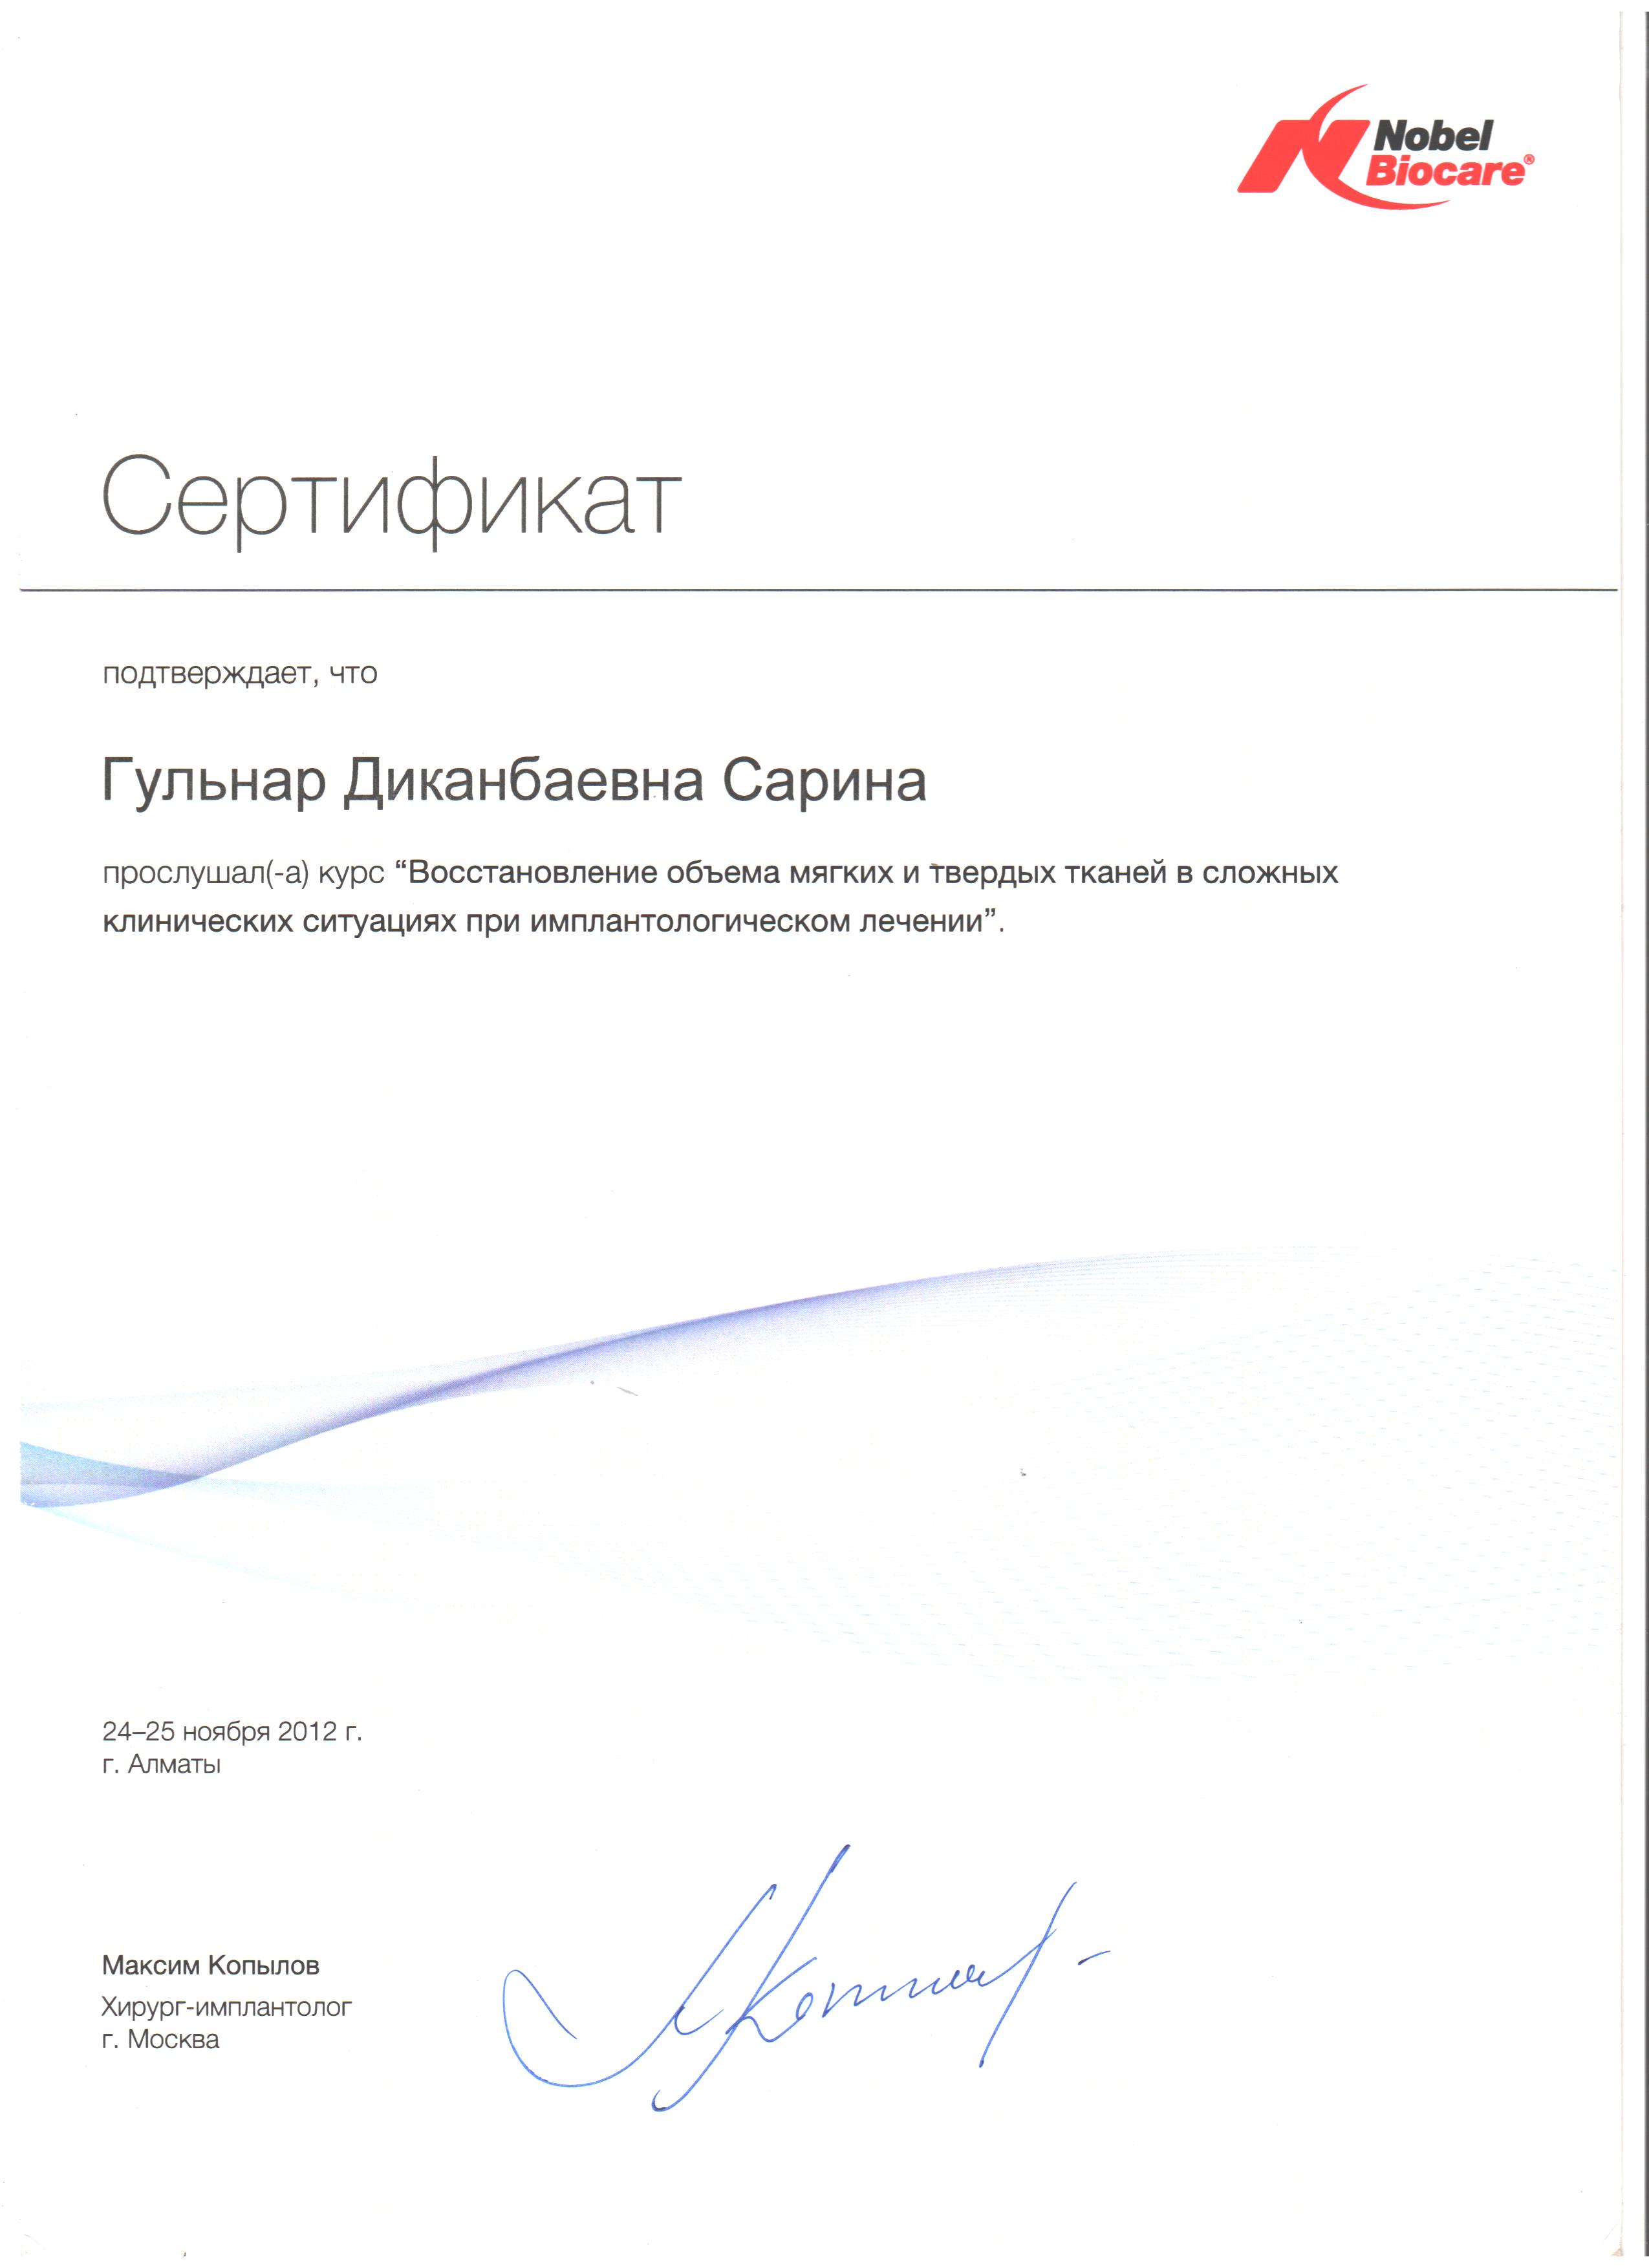 Nobel
Biocare®
Сертификат
подтверждает, что
Гульнар Диканбаевна Сарина
прослушал(-а) курс “Восстановление объема мягких и твердых тканей в сложных
клинических ситуациях при имплантологическом лечении”.
24–25 ноября 2012 г.
г. Алматы
Максим Копылов
Хирург-имплантолог
г. Москва